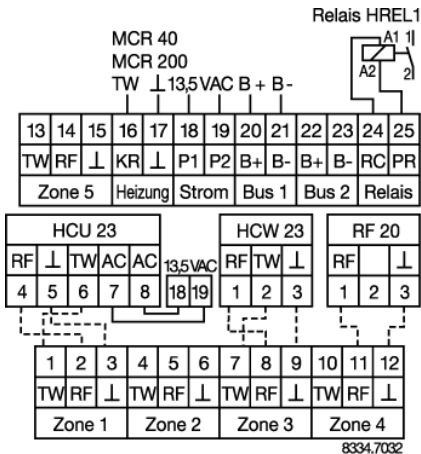 Relais HREL1
MCR 40
A1 1
MCR 200
A2 2
TW ⊥ 13,5VAC B + B -
13 14 15 16 17 18 19 20 21 22 23 24 25
TW RF ⊥ KR ⊥ P1 P2 B+ B- B+ B- RC PR
Zone 5 Heizung Strom Bus 1 Bus 2 Relais
HCU 23 HCW 23 RF 20
RF ⊥ TW AC AC 13,5VAC RF TW ⊥ RF ⊥
4 5 6 7 8 18 19 1 2 3 1 2 3
1 2 3 4 5 6 7 8 9 10 11 12
TW RF ⊥ TW RF ⊥ TW RF ⊥ TW RF ⊥
Zone 1 Zone 2 Zone 3 Zone 4
8334.7032